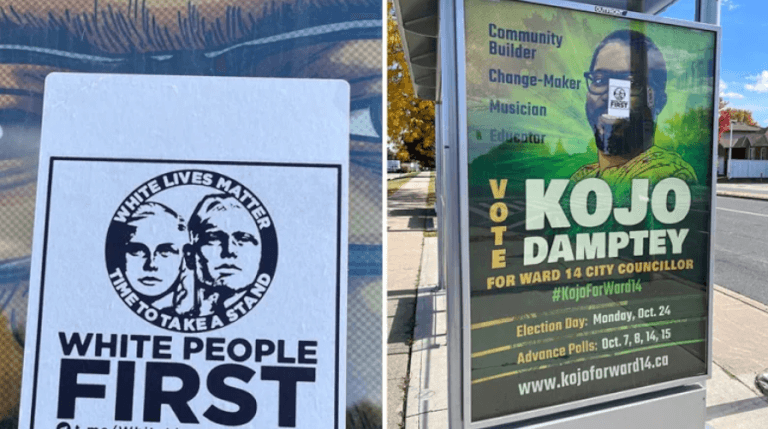 WHITE LIVES MATTER
TIME TO TAKE A STAND
WHITE PEOPLE
FIRST
Community
Builder
Change-Maker
Musician
Educator
FIRST
VOTE
KOJO
DAMPTEY
FOR WARD 14 CITY COUNCILLOR
#KojoForWard14
Election Day: Monday, Oct. 24
Advance Polls: Oct. 7, 8, 14, 15
www.kojoforward14.ca